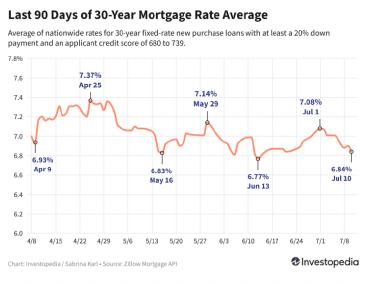 Last 90 Days of 30-Year Mortgage Rate Average
Average of nationwide rates for 30-year fixed-rate new purchase loans with at least a 20% down
payment and an applicant credit score of 680 to 739.
7.8%
7.6
7.4
7.2
7.0
6.8
6.6
6.4
6.2
6.0
7.37%
Apr 25
7.14%
May 29
7.08%
Jul 1
6.93%
Apr 9
6.83%
May 16
6.77%
Jun 13
6.84%
Jul 10
4/8 4/15 4/22 4/29 5/6 5/13 5/20 5/27 6/3 6/10 6/17 6/24 7/1 7/8
Chart: Investopedia / Sabrina Karl • Source: Zillow Mortgage API
Investopedia